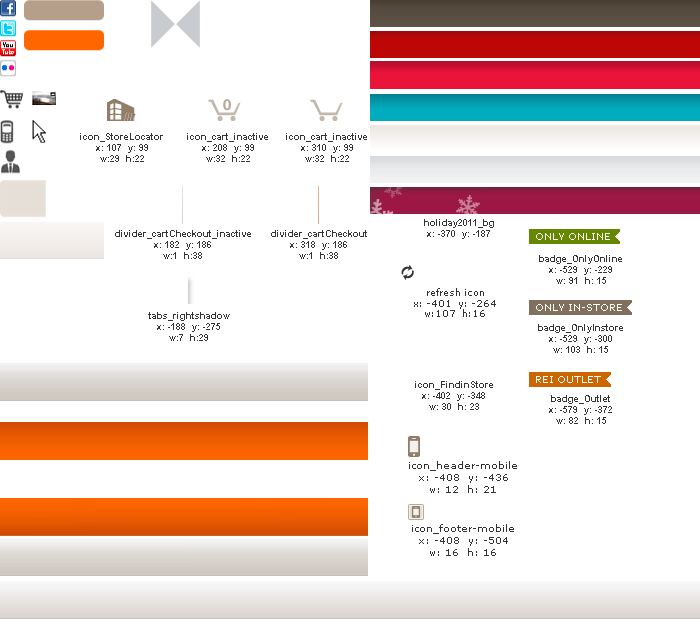 f
t
You
Tube
0
icon_StoreLocator
x: 107 y: 99
w:29 h:22
icon_cart_inactive
x: 208 y: 99
w:32 h:22
icon_cart_inactive
x: 310 y: 99
w:32 h:22
divider_cartCheckout_inactive
x: 182 y: 186
w:1 h:38
divider_cartCheckout
x: 318 y: 186
w:1 h:38
tabs_rightshadow
x: -188 y: -275
w:7 h:29
holiday2011_bg
x: -370 y: -187
refresh icon
x: -401 y: -264
w:107 h:16
icon_FindinStore
x: -402 y: -348
w: 30 h: 23
icon_header-mobile
x: -408 y: -436
w: 12 h: 21
icon_footer-mobile
x: -408 y: -504
w: 16 h: 16
ONLY ONLINE
badge_OnlyOnline
x: -529 y: -229
w: 91 h: 15
ONLY IN-STORE
badge_OnlyInstore
x: -529 y: -300
w: 103 h: 15
REI OUTLET
badge_Outlet
x: -579 y: -372
w: 82 h: 15